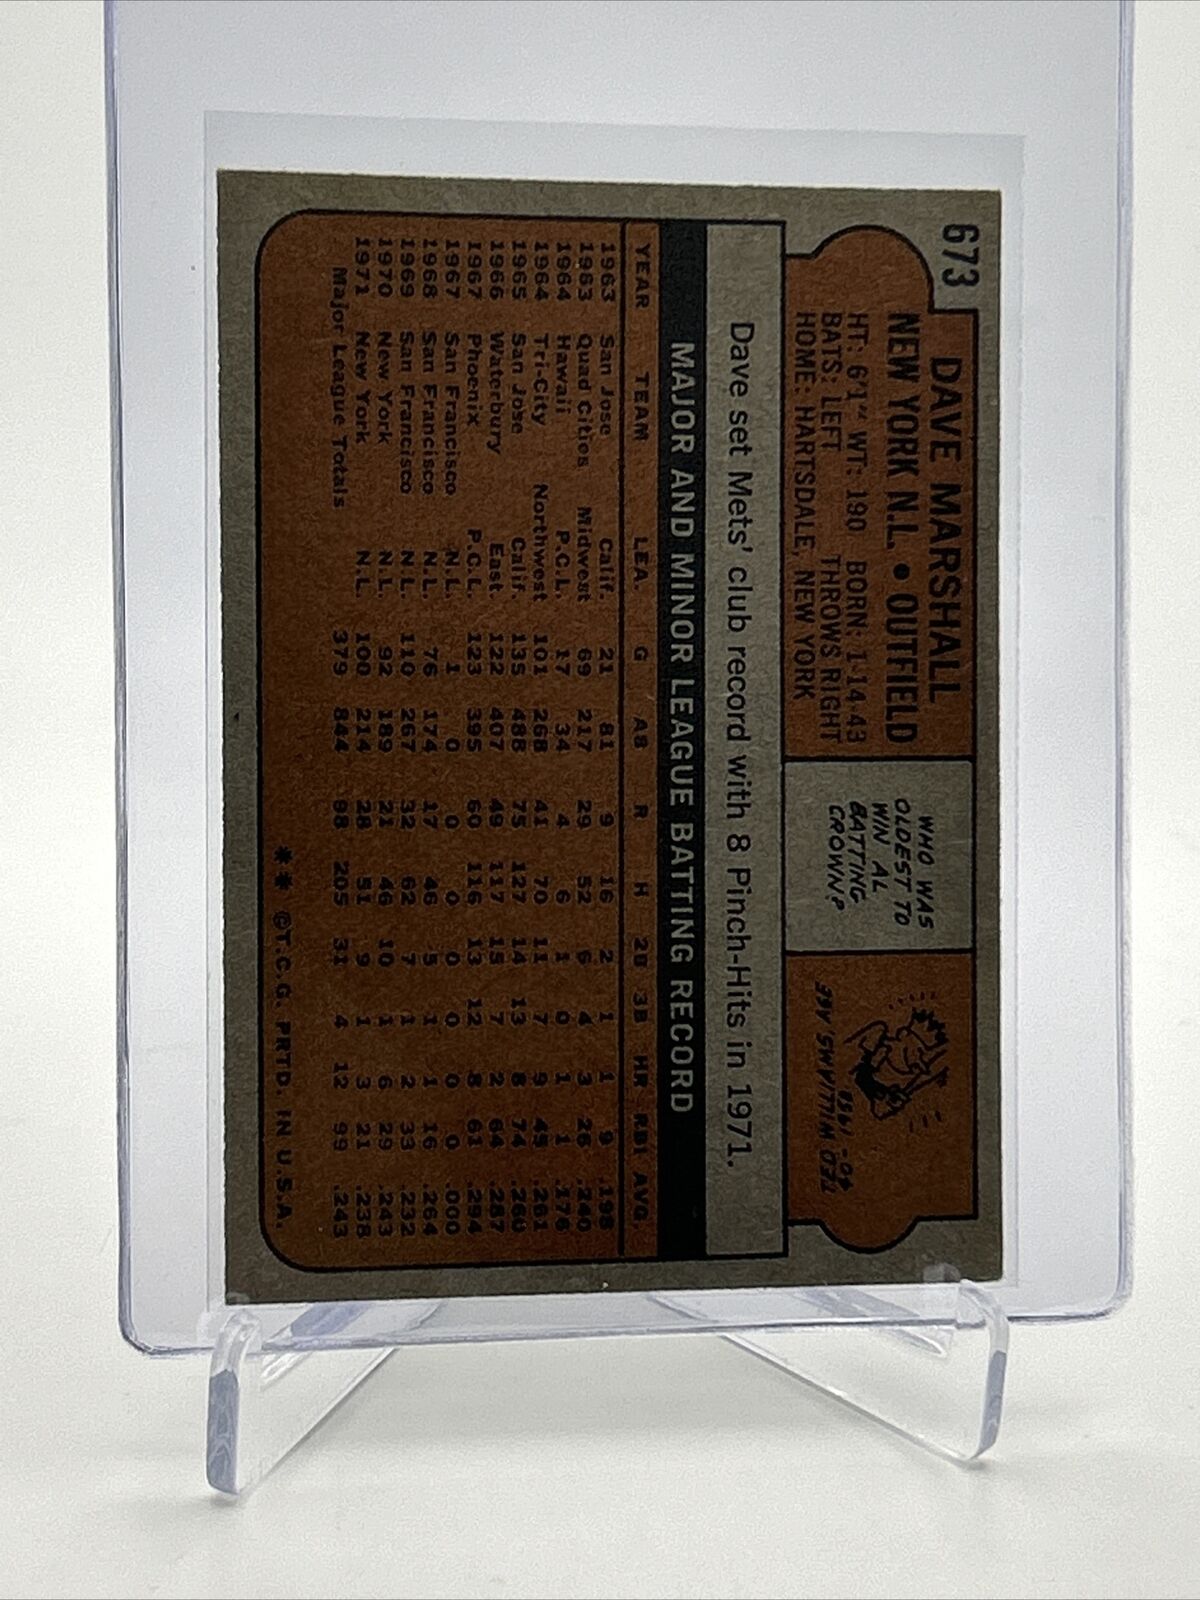 673
DAVE MARSHALL
NEW YORK N.L. • OUTFIELD
HT: 6'1" WT: 190 BORN: 1-14-43
BATS: LEFT THROWS RIGHT
HOME: HARTSDALE, NEW YORK
WHO WAS
OLDEST TO
WIN AL
BATTING
CROWN?
TED WILLIAMS AGE
40 - 1958
Dave set Mets' club record with 8 Pinch-Hits in 1971.
MAJOR AND MINOR LEAGUE BATTING RECORD
YEAR TEAM LEA. G AB R H 2B 3B HR RBI AVG.
1963 San Jose Calif. 21 81 9 16 2 1 1 9 .198
1963 Quad Cities Midwest 69 217 29 52 6 4 3 26 .240
1964 Hawaii P.C.L. 17 34 4 6 1 0 1 1 .176
1964 Tri-City Northwest 101 268 41 70 11 7 9 45 .261
1965 San Jose Calif. 135 488 75 127 14 13 8 74 .260
1966 Waterbury East. 122 407 49 117 15 7 2 64 .287
1967 Phoenix P.C.L. 123 395 60 116 13 12 8 61 .294
1967 San Francisco N.L. 1 0 0 0 0 0 0 0 .000
1968 San Francisco N.L. 76 174 17 46 5 1 1 16 .264
1969 San Francisco N.L. 110 267 32 62 7 1 2 33 .232
1970 New York N.L. 92 189 21 46 10 1 6 29 .243
1971 New York N.L. 100 214 28 51 9 1 3 21 .238
Major League Totals 379 844 98 205 31 4 12 99 .243
** ©T.C.G. PRTD. IN U.S.A.